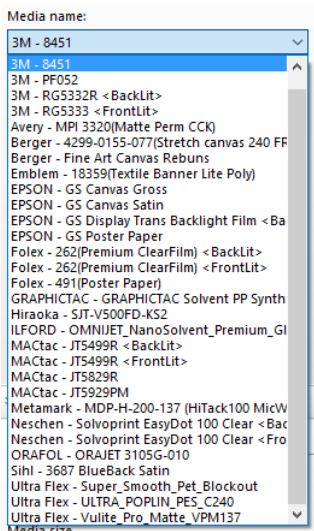 Media name:
3M - 8451
3M - 8451
3M - PF052
3M - RG5332R <BackLit>
3M - RG5333 <FrontLit>
Avery - MPI 3320(Matte Perm CCK)
Berger - 4299-0155-077(Stretch canvas 240 FR
Berger - Fine Art Canvas Rebuns
Emblem - 18359(Textile Banner Lite Poly)
EPSON - GS Canvas Gross
EPSON - GS Canvas Satin
EPSON - GS Display Trans Backlight Film <Ba
EPSON - GS Poster Paper
Folex - 262(Premium ClearFilm) <BackLit>
Folex - 262(Premium ClearFilm) <FrontLit>
Folex - 491(Poster Paper)
GRAPHICTAC - GRAPHICTAC Solvent PP Synth
Hiraoka - SJT-V500FD-KS2
ILFORD - OMNIJET_NanoSolvent_Premium_Gl
MACtac - JT5499R <BackLit>
MACtac - JT5499R <FrontLit>
MACtac - JT5829R
MACtac - JT5929PM
Metamark - MDP-H-200-137 (HiTack100 MicW
Neschen - Solvoprint EasyDot 100 Clear <Bac
Neschen - Solvoprint EasyDot 100 Clear <Fro
ORAFOL - ORAJET 3105G-010
Sihl - 3687 BlueBack Satin
Ultra Flex - Super_Smooth_Pet_Blockout
Ultra Flex - ULTRA_POPLIN_PES_C240
Ultra Flex - Vulite_Pro_Matte_VPM137
Media size